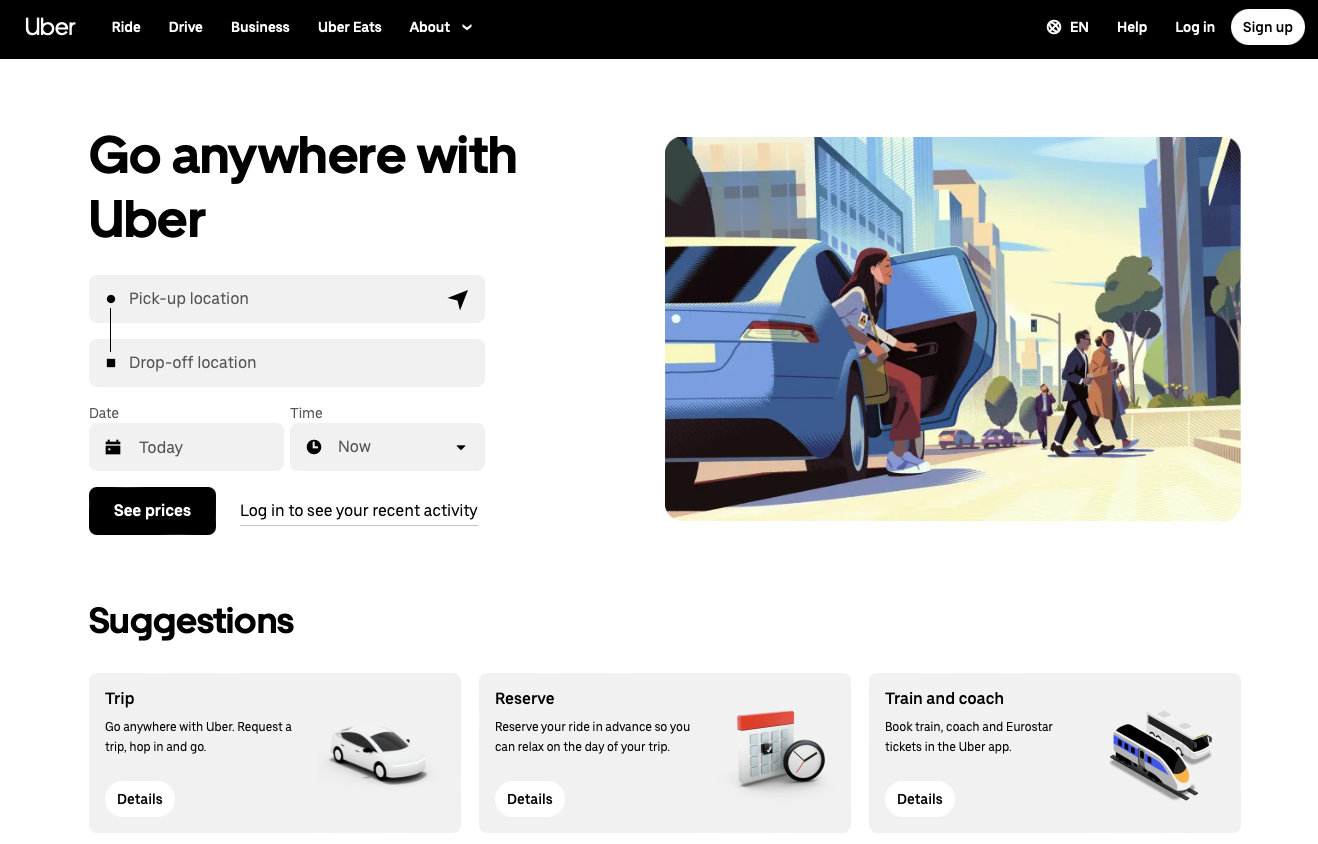 Uber
Ride
Drive
Business
Uber Eats
About
EN
Help
Log in
Sign up
Go anywhere with
Uber
Pick-up location
Drop-off location
Date
Time
Today
Now
See prices
Log in to see your recent activity
Suggestions
Trip
Go anywhere with Uber. Request a
trip, hop in and go.
Details
Reserve
Reserve your ride in advance so you
can relax on the day of your trip.
Details
Train and coach
Book train, coach and Eurostar
tickets in the Uber app.
Details